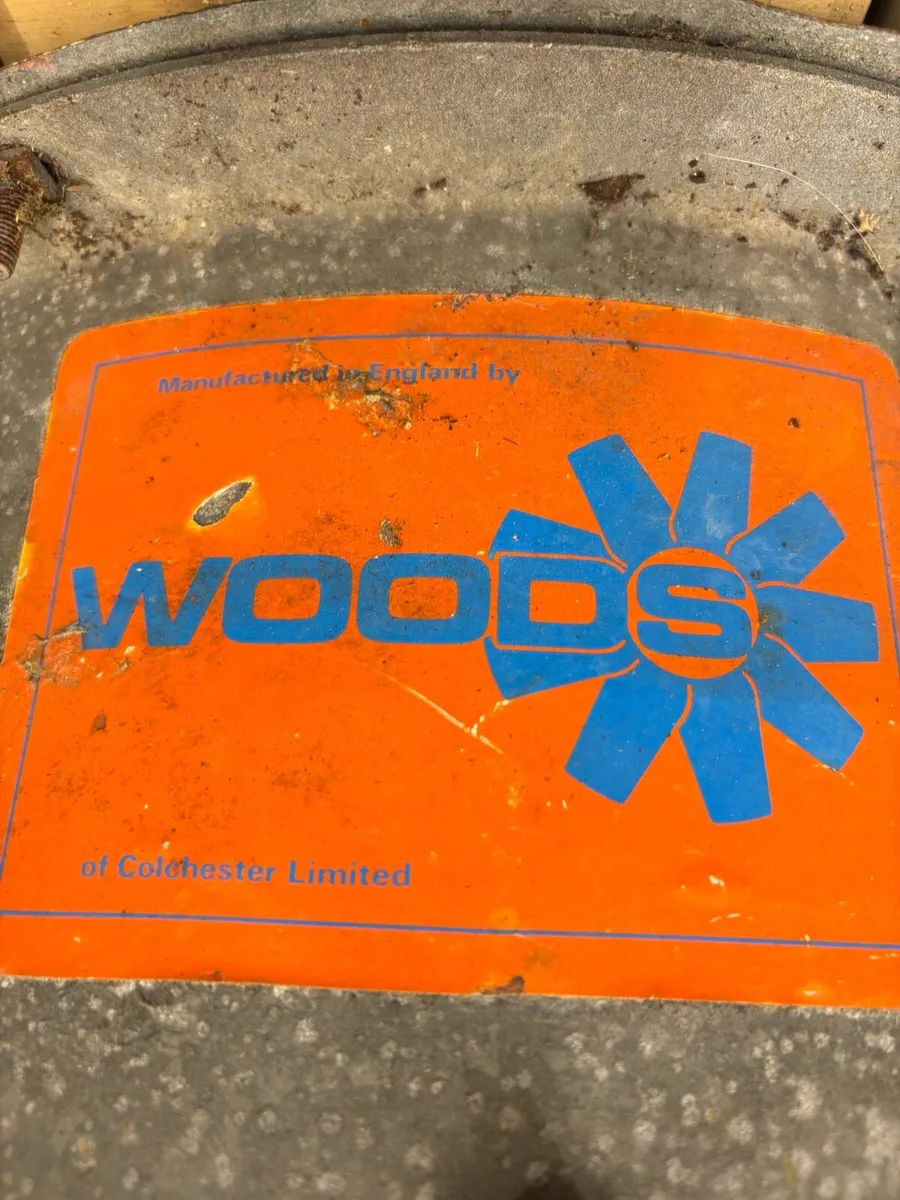 Manufactured in England by
WOODS
of Colchester Limited